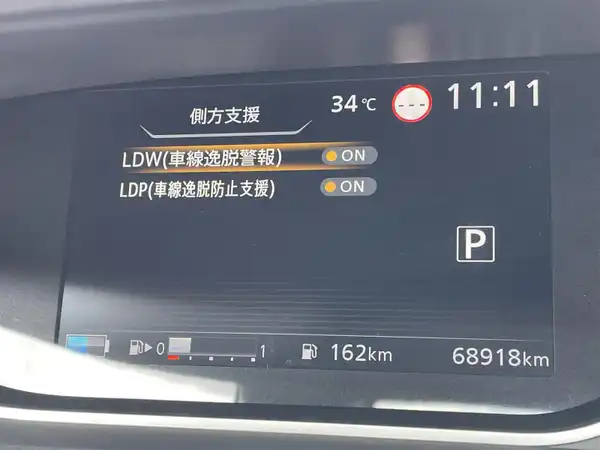 側方支援
34℃
---
11:11
LDW(車線逸脱警報)
ON
LDP(車線逸脱防止支援)
ON
P
0
1
162km
68918km